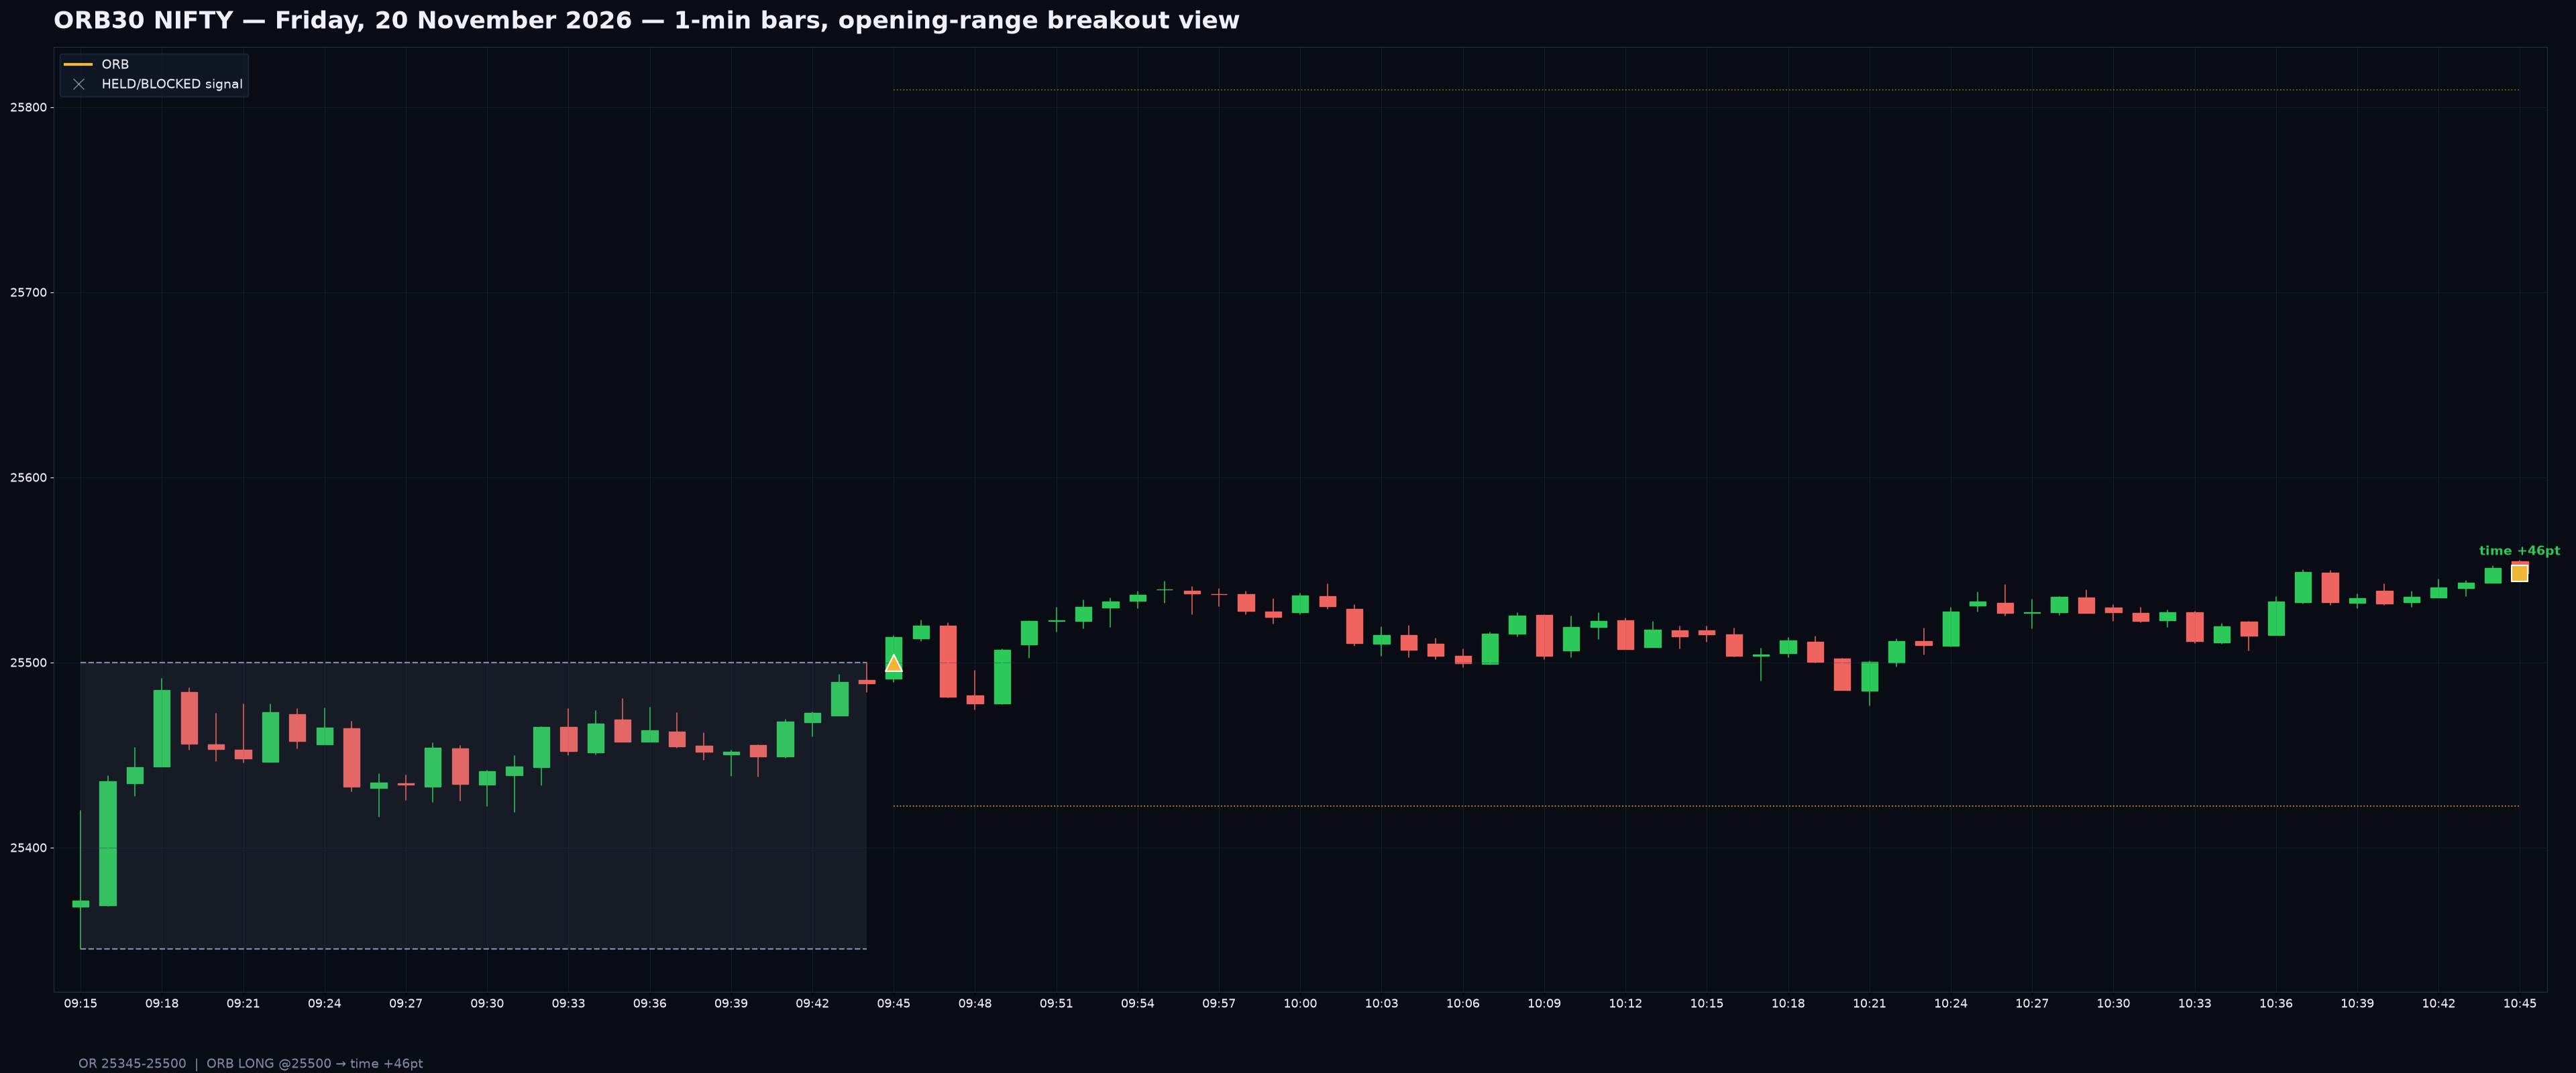 ORB30 NIFTY — Friday, 20 November 2026 — 1-min bars, opening-range breakout view
ORB
HELD/BLOCKED signal
25800
25700
25600
time +46pt
25500
25400
09:15 09:18 09:21 09:24 09:27 09:30 09:33 09:36 09:39 09:42 09:45 09:48 09:51 09:54 09:57 10:00 10:03 10:06 10:09 10:12 10:15 10:18 10:21 10:24 10:27 10:30 10:33 10:36 10:39 10:42 10:45
OR 25345-25500 | ORB LONG @25500 → time +46pt